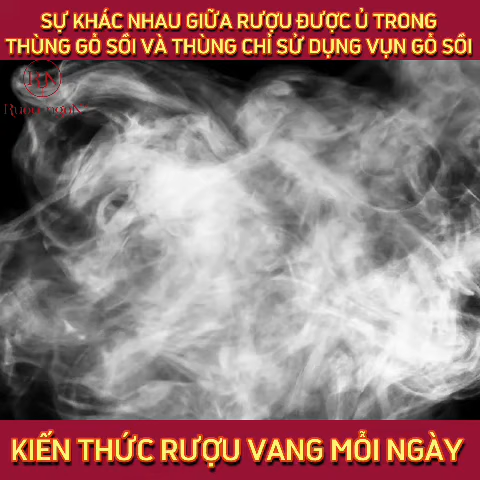 SỰ KHÁC NHAU GIỮA RƯỢU ĐƯỢC Ủ TRONG
THÙNG GỖ SỒI VÀ THÙNG CHỈ SỬ DỤNG VỤN GỖ SỒI
KIẾN THỨC RƯỢU VANG MỖI NGÀY